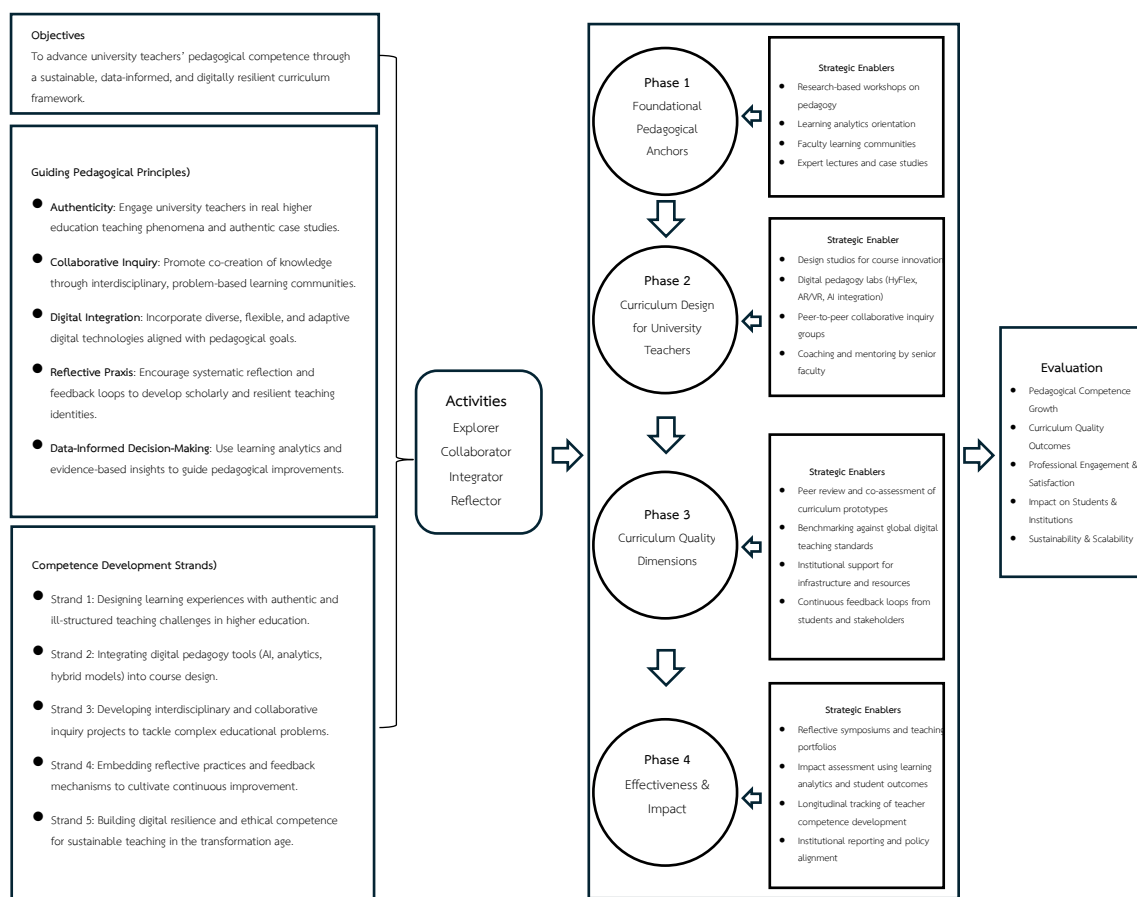 Objectives
To advance university teachers’ pedagogical competence through
a sustainable, data-informed, and digitally resilient curriculum
framework.
Guiding Pedagogical Principles)
Authenticity: Engage university teachers in real higher
education teaching phenomena and authentic case studies.
Collaborative Inquiry: Promote co-creation of knowledge
through interdisciplinary, problem-based learning communities.
Digital Integration: Incorporate diverse, flexible, and adaptive
digital technologies aligned with pedagogical goals.
Reflective Praxis: Encourage systematic reflection and
feedback loops to develop scholarly and resilient teaching
identities.
Data-Informed Decision-Making: Use learning analytics and
evidence-based insights to guide pedagogical improvements.
Competence Development Strands)
Strand 1: Designing learning experiences with authentic and
ill-structured teaching challenges in higher education.
Strand 2: Integrating digital pedagogy tools (AI, analytics,
hybrid models) into course design.
Strand 3: Developing interdisciplinary and collaborative
inquiry projects to tackle complex educational problems.
Strand 4: Embedding reflective practices and feedback
mechanisms to cultivate continuous improvement.
Strand 5: Building digital resilience and ethical competence
for sustainable teaching in the transformation age.
Activities
Explorer
Collaborator
Integrator
Reflector
Phase 1
Foundational
Pedagogical
Anchors
Strategic Enablers
Research-based workshops on
pedagogy
Learning analytics orientation
Faculty learning communities
Expert lectures and case studies
Phase 2
Curriculum Design
for University
Teachers
Strategic Enabler
Design studios for course innovation
Digital pedagogy labs (HyFlex,
AR/VR, AI integration)
Peer-to-peer collaborative inquiry
groups
Coaching and mentoring by senior
faculty
Phase 3
Curriculum Quality
Dimensions
Strategic Enablers
Peer review and co-assessment of
curriculum prototypes
Benchmarking against global digital
teaching standards
Institutional support for
infrastructure and resources
Continuous feedback loops from
students and stakeholders
Phase 4
Effectiveness &
Impact
Strategic Enablers
Reflective symposiums and teaching
portfolios
Impact assessment using learning
analytics and student outcomes
Longitudinal tracking of teacher
competence development
Institutional reporting and policy
alignment
Evaluation
Pedagogical Competence
Growth
Curriculum Quality
Outcomes
Professional Engagement &
Satisfaction
Impact on Students &
Institutions
Sustainability & Scalability